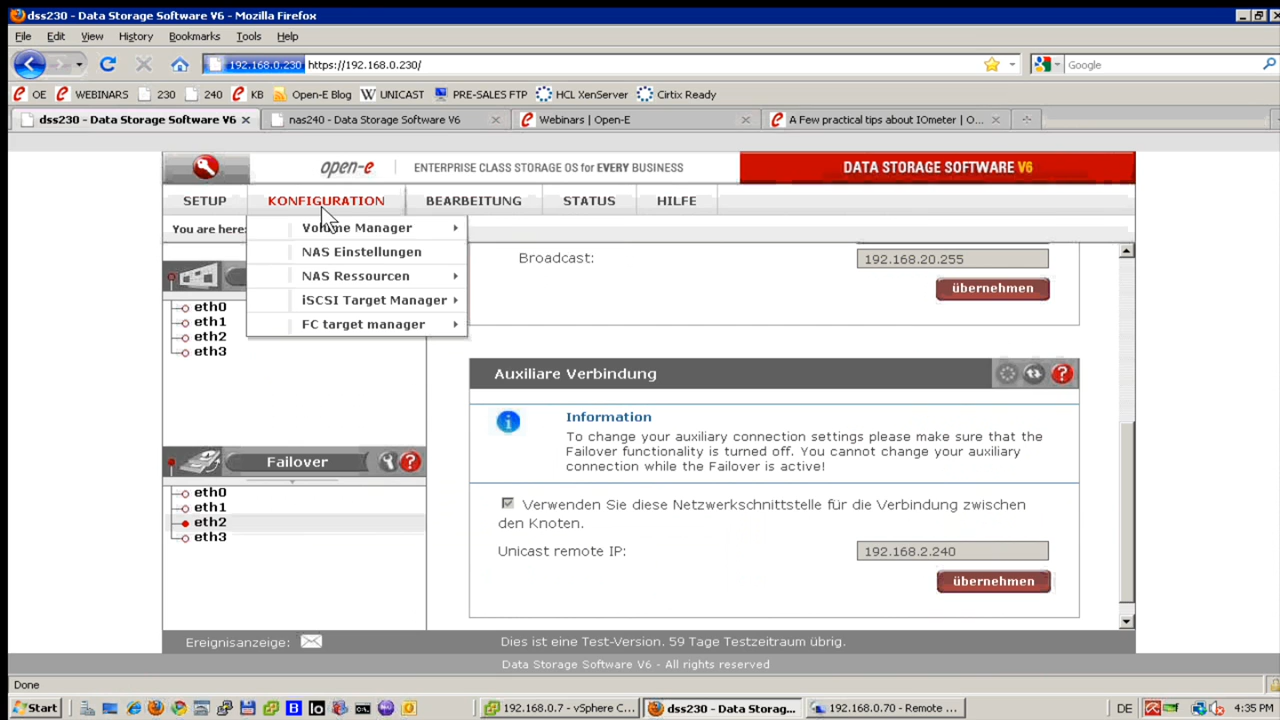 dss230 - Data Storage Software V6 - Mozilla Firefox
File Edit View History Bookmarks Tools Help
192.168.0.230 https://192.168.0.230/ Google
OE WEBINARS 230 240 KB Open-E Blog UNICAST PRE-SALES FTP HCL XenServer Cirtix Ready
dss230 - Data Storage Software V6 nas240 - Data Storage Software V6 Webinars | Open-E A Few practical tips about IOmeter | O...
open-e ENTERPRISE CLASS STORAGE OS for EVERY BUSINESS DATA STORAGE SOFTWARE V6
SETUP KONFIGURATION BEARBEITUNG STATUS HILFE
You are here:
Volume Manager
NAS Einstellungen
NAS Ressourcen
iSCSI Target Manager
FC target manager
eth0
eth1
eth2
eth3
Broadcast: 192.168.20.255
übernehmen
Auxiliare Verbindung
Information
To change your auxiliary connection settings please make sure that the
Failover functionality is turned off. You cannot change your auxiliary
connection while the Failover is active!
Failover
eth0
eth1
eth2
eth3
Verwenden Sie diese Netzwerkschnittstelle für die Verbindung zwischen
den Knoten.
Unicast remote IP: 192.168.2.240
übernehmen
Ereignisanzeige: Dies ist eine Test-Version. 59 Tage Testzeitraum übrig.
Data Storage Software V6 - All rights reserved
Done
Start 192.168.0.7 - vSphere C... dss230 - Data Storag... 192.168.0.70 - Remote ... DE 4:35 PM